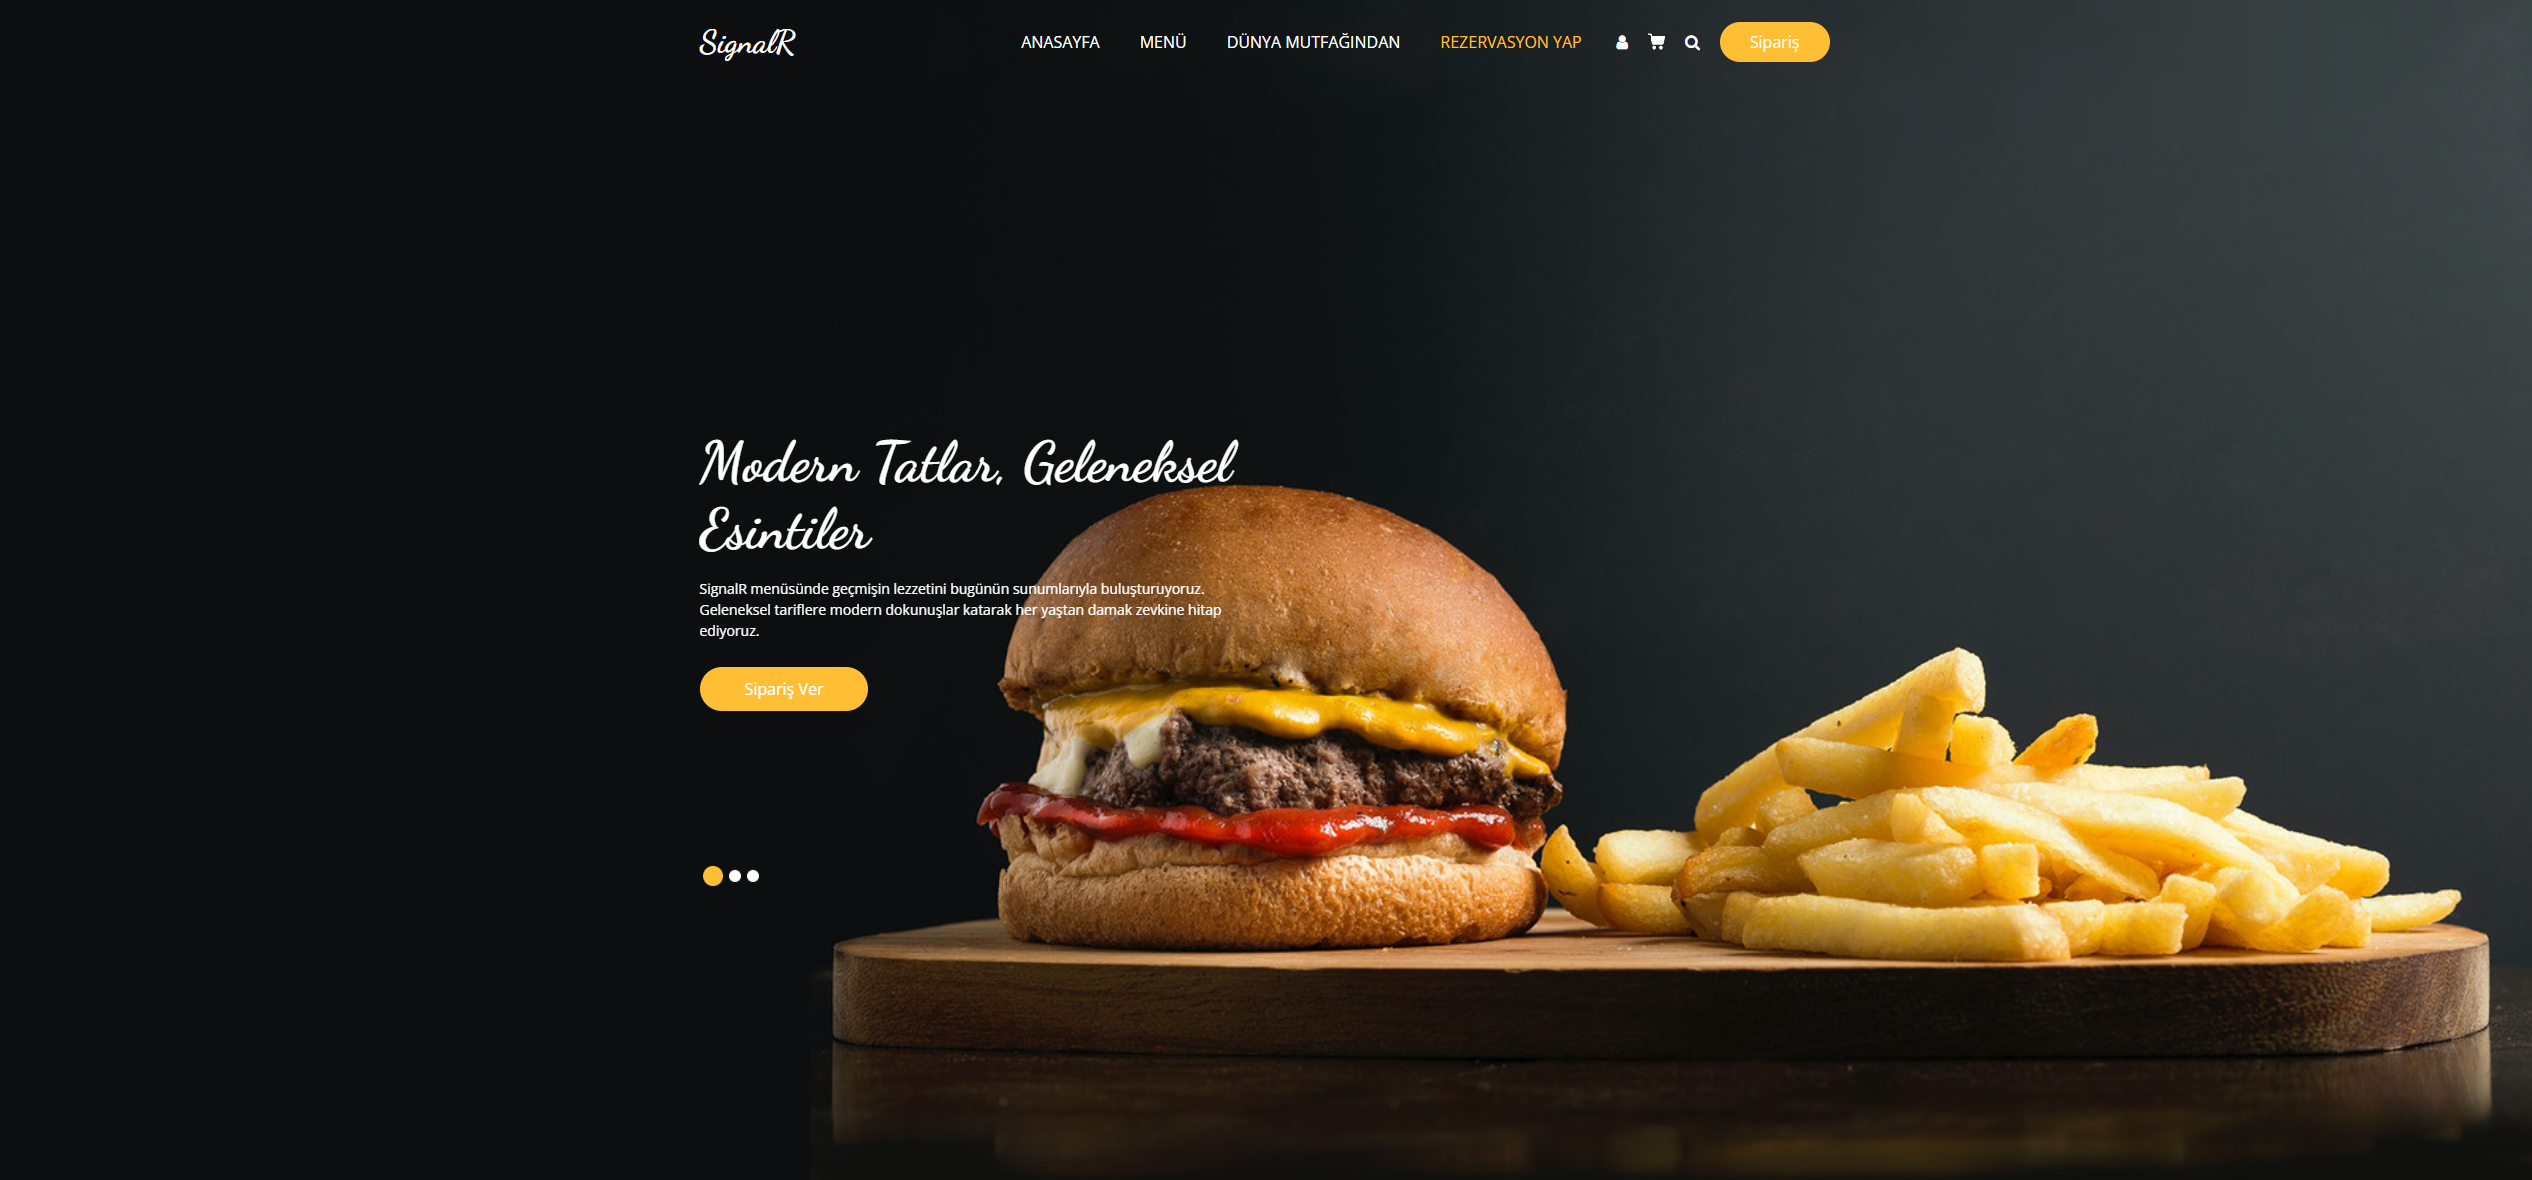 SignalR
ANASAYFA
MENÜ
DÜNYA MUTFAĞINDAN
REZERVASYON YAP
Sipariş
Modern Tatlar, Geleneksel
Esintiler
SignalR menüsünde geçmişin lezzetini bugünün sunumlarıyla buluşturuyoruz.
Geleneksel tariflere modern dokunuşlar katarak her yaştan damak zevkine hitap
ediyoruz.
Sipariş Ver